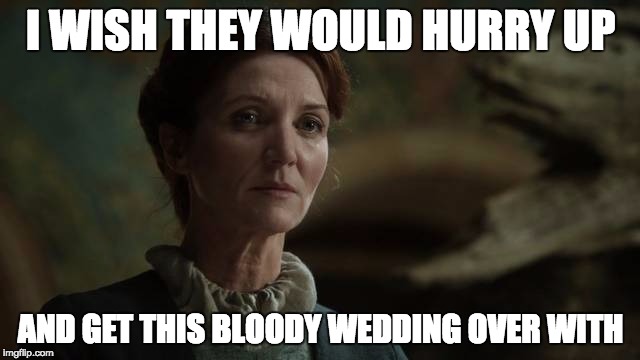 I WISH THEY WOULD HURRY UP
AND GET THIS BLOODY WEDDING OVER WITH
imgflip.com